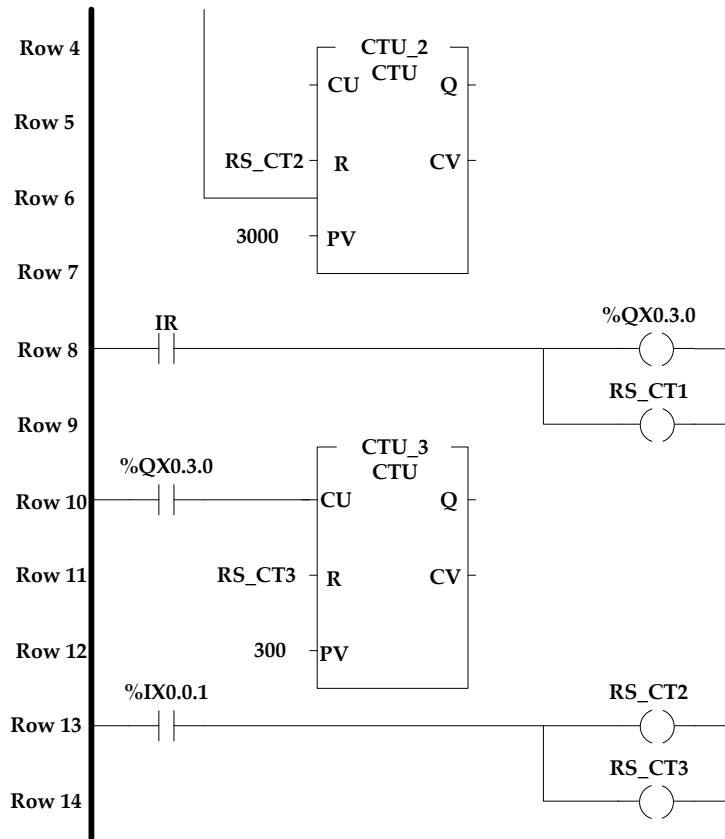 Row 4
CTU_2
CTU
CU
Q
Row 5
RS_CT2
R
CV
Row 6
3000
PV
Row 7
IR
%QX0.3.0
Row 8
RS_CT1
Row 9
CTU_3
CTU
%QX0.3.0
Row 10
CU
Q
Row 11
RS_CT3
R
CV
Row 12
300
PV
%IX0.0.1
RS_CT2
Row 13
RS_CT3
Row 14